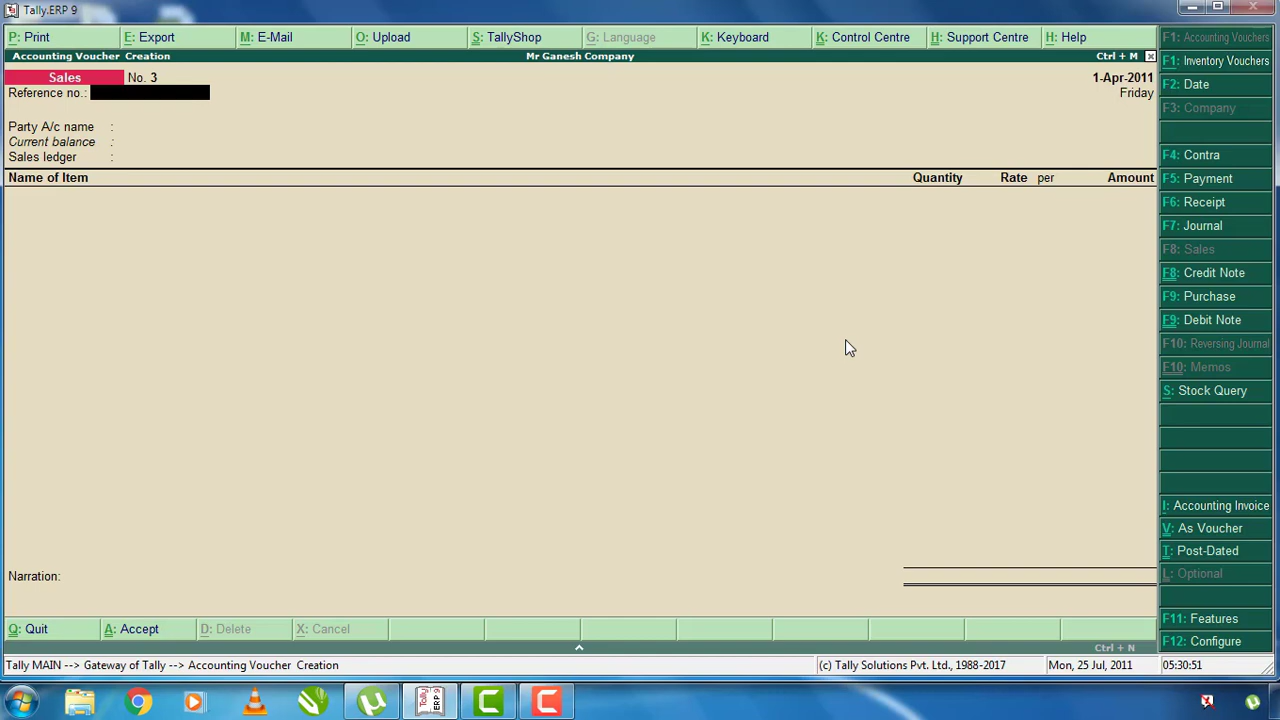 Tally.ERP 9
P: Print E: Export M: E-Mail O: Upload S: TallyShop G: Language K: Keyboard K: Control Centre H: Support Centre H: Help
Accounting Voucher Creation Mr Ganesh Company Ctrl + M
Sales No. 3 1-Apr-2011
Reference no.: Friday
Party A/c name :
Current balance :
Sales ledger :
Name of Item Quantity Rate per Amount
Narration:
F1: Accounting Vouchers
F1: Inventory Vouchers
F2: Date
F3: Company
F4: Contra
F5: Payment
F6: Receipt
F7: Journal
F8: Sales
F8: Credit Note
F9: Purchase
F9: Debit Note
F10: Reversing Journal
F10: Memos
S: Stock Query
I: Accounting Invoice
V: As Voucher
T: Post-Dated
L: Optional
F11: Features
F12: Configure
Q: Quit A: Accept D: Delete X: Cancel
Ctrl + N
Tally MAIN --> Gateway of Tally --> Accounting Voucher Creation (c) Tally Solutions Pvt. Ltd., 1988-2017 Mon, 25 Jul, 2011 05:30:51
Tally ERP 9